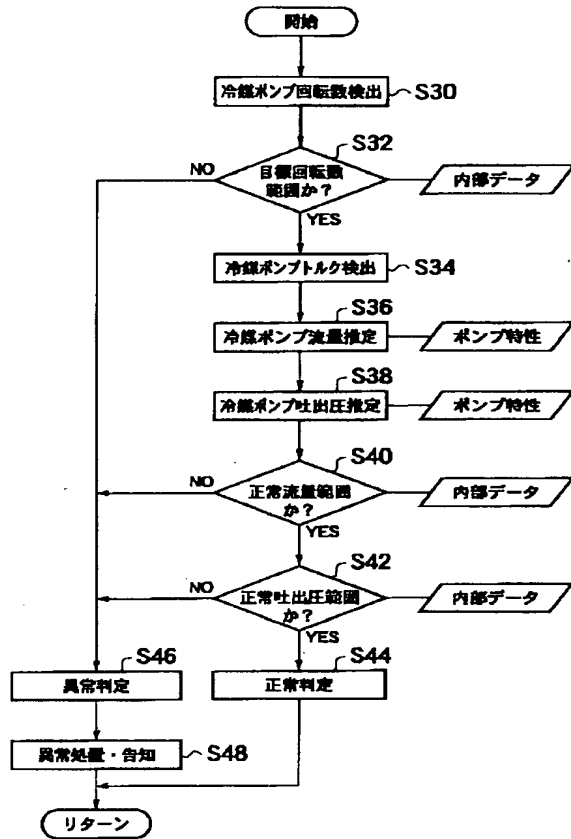 開始
冷媒ポンプ回転数検出
S30
S32
目標回転数
範囲か？
NO
YES
内部データ
冷媒ポンプトルク検出
S34
S36
冷媒ポンプ流量推定
ポンプ特性
S38
冷媒ポンプ吐出圧推定
ポンプ特性
S40
正常流量範囲
か？
NO
YES
内部データ
S42
正常吐出圧範囲
か？
NO
YES
内部データ
S46
異常判定
S44
正常判定
異常処置・告知
S48
リターン